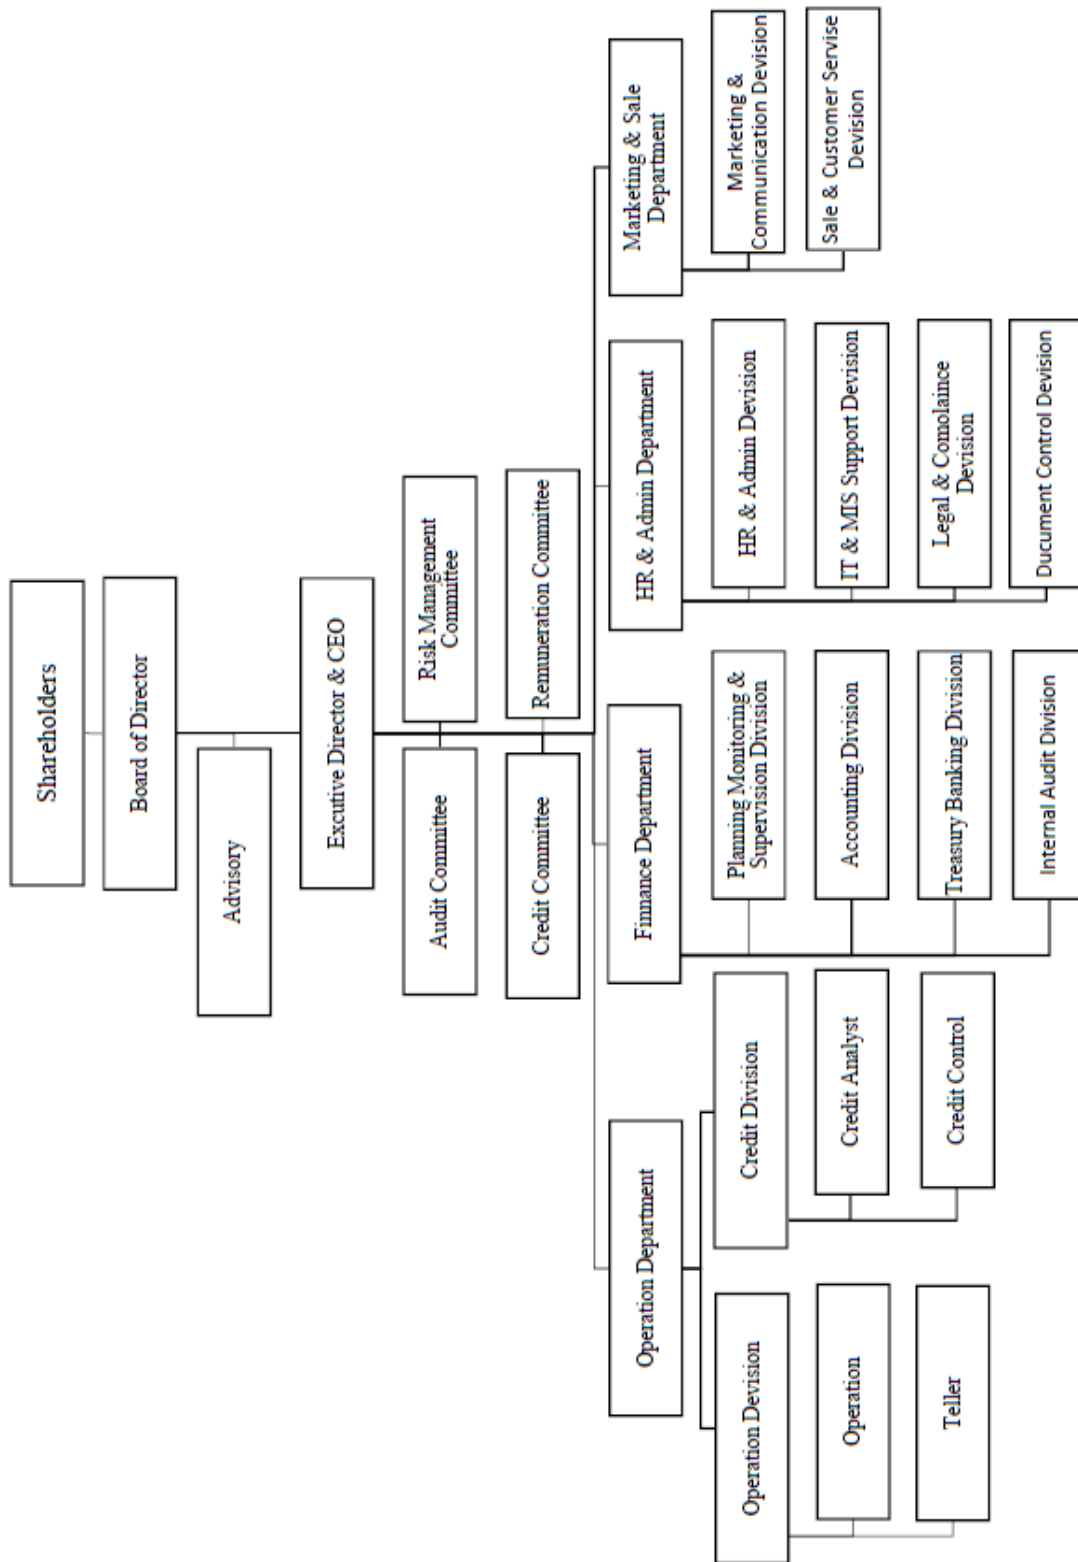 Shareholders
Board of Director
Advisory
Excutive Director & CEO
Audit Committee
Risk Management
Committee
Credit Committee
Remuneration Committee
Operation Department
Finnance Department
HR & Admin Department
Marketing & Sale
Department
Operation Devision
Operation
Teller
Credit Division
Credit Analyst
Credit Control
Planning Monitoring &
Supervision Division
Accounting Division
Treasury Banking Division
Internal Audit Division
HR & Admin Devision
IT & MIS Support Devision
Legal & Comolaince
Devision
Ducument Control Devision
Marketing &
Communication Devision
Sale & Customer Servise
Devision